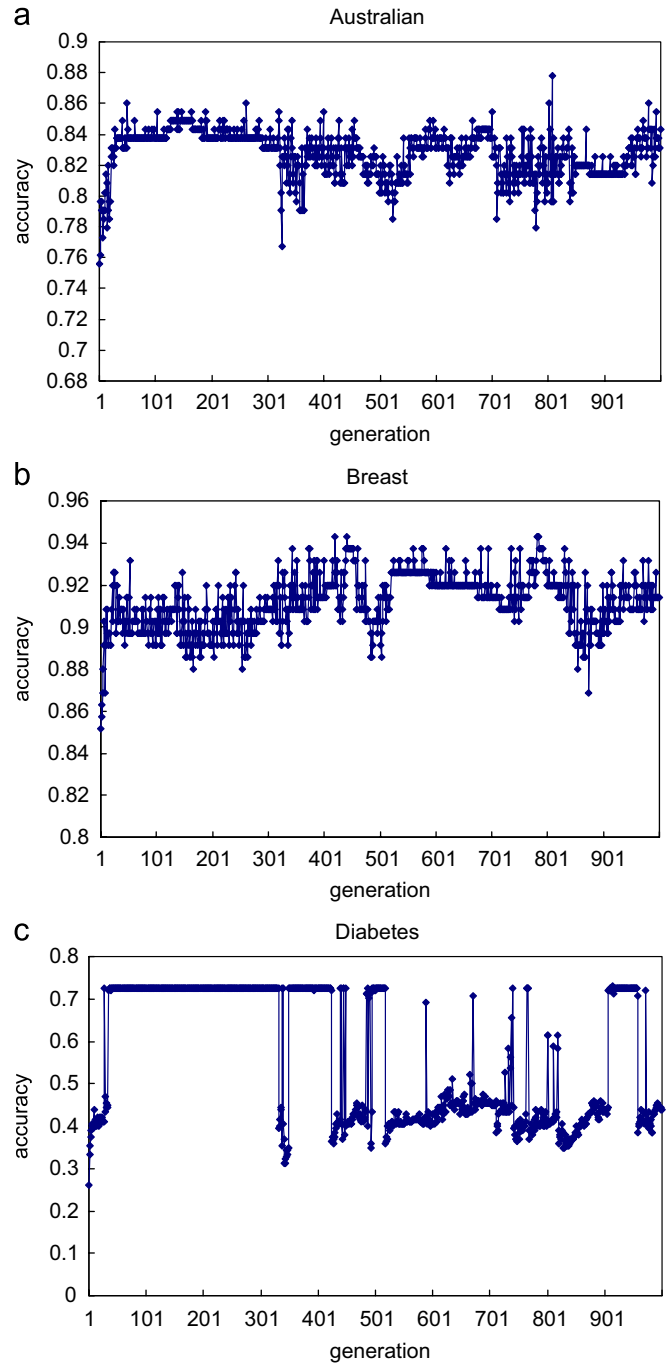 a
Australian
0.9
0.88
0.86
0.84
0.82
0.8
0.78
0.76
0.74
0.72
0.7
0.68
accuracy
1 101 201 301 401 501 601 701 801 901
generation
b
Breast
0.96
0.94
0.92
0.9
0.88
0.86
0.84
0.82
0.8
accuracy
1 101 201 301 401 501 601 701 801 901
generation
c
Diabetes
0.8
0.7
0.6
0.5
0.4
0.3
0.2
0.1
0
accuracy
1 101 201 301 401 501 601 701 801 901
generation